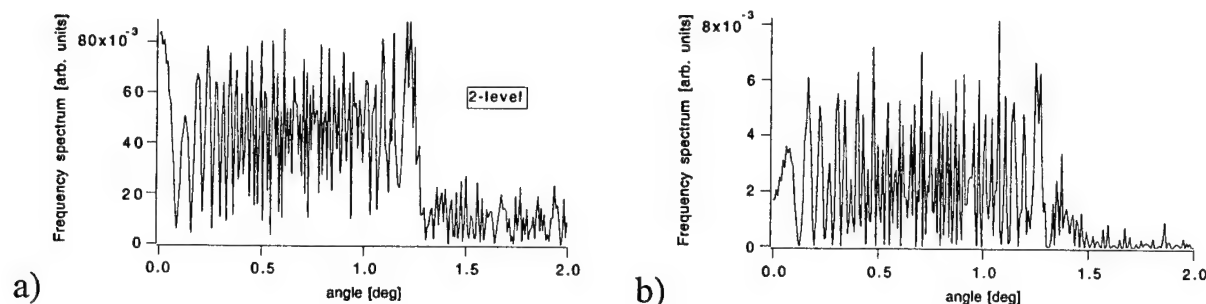 80x10⁻³
60
40
20
0
Frequency spectrum [arb. units]
2-level
0.0 0.5 1.0 1.5 2.0
angle [deg]
a)
8x10⁻³
6
4
2
0
Frequency spectrum [arb. units]
0.0 0.5 1.0 1.5 2.0
angle [deg]
b)